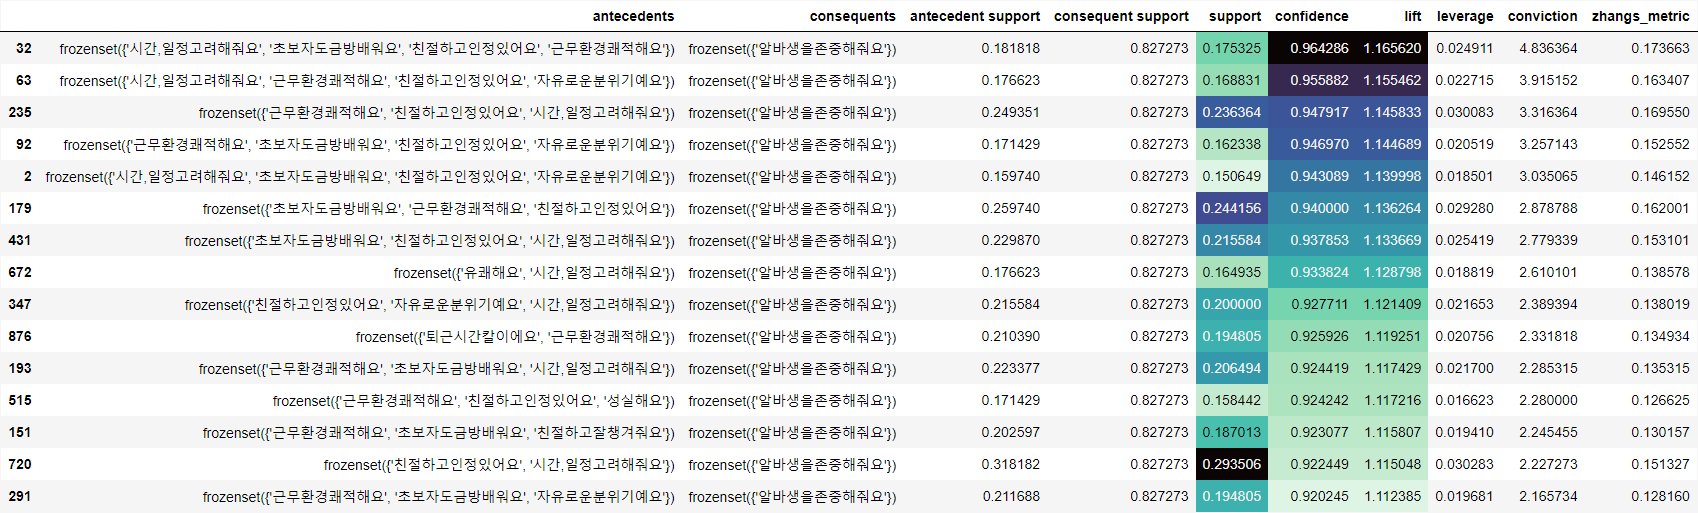 antecedents consequents antecedent support consequent support support confidence lift leverage conviction zhangs_metric
32 frozenset({'시간,일정고려해줘요', '초보자도금방배워요', '친절하고인정있어요', '근무환경쾌적해요'}) frozenset({'알바생을존중해줘요'}) 0.181818 0.827273 0.175325 0.964286 1.165620 0.024911 4.836364 0.173663
63 frozenset({'시간,일정고려해줘요', '근무환경쾌적해요', '친절하고인정있어요', '자유로운분위기예요'}) frozenset({'알바생을존중해줘요'}) 0.176623 0.827273 0.168831 0.955882 1.155462 0.022715 3.915152 0.163407
235 frozenset({'근무환경쾌적해요', '친절하고인정있어요', '시간,일정고려해줘요'}) frozenset({'알바생을존중해줘요'}) 0.249351 0.827273 0.236364 0.947917 1.145833 0.030083 3.316364 0.169550
92 frozenset({'근무환경쾌적해요', '초보자도금방배워요', '친절하고인정있어요', '자유로운분위기예요'}) frozenset({'알바생을존중해줘요'}) 0.171429 0.827273 0.162338 0.946970 1.144689 0.020519 3.257143 0.152552
2 frozenset({'시간,일정고려해줘요', '초보자도금방배워요', '친절하고인정있어요', '자유로운분위기예요'}) frozenset({'알바생을존중해줘요'}) 0.159740 0.827273 0.150649 0.943089 1.139998 0.018501 3.035065 0.146152
179 frozenset({'초보자도금방배워요', '근무환경쾌적해요', '친절하고인정있어요'}) frozenset({'알바생을존중해줘요'}) 0.259740 0.827273 0.244156 0.940000 1.136264 0.029280 2.878788 0.162001
431 frozenset({'초보자도금방배워요', '친절하고인정있어요', '시간,일정고려해줘요'}) frozenset({'알바생을존중해줘요'}) 0.229870 0.827273 0.215584 0.937853 1.133669 0.025419 2.779339 0.153101
672 frozenset({'유쾌해요', '시간,일정고려해줘요'}) frozenset({'알바생을존중해줘요'}) 0.176623 0.827273 0.164935 0.933824 1.128798 0.018819 2.610101 0.138578
347 frozenset({'친절하고인정있어요', '자유로운분위기예요', '시간,일정고려해줘요'}) frozenset({'알바생을존중해줘요'}) 0.215584 0.827273 0.200000 0.927711 1.121409 0.021653 2.389394 0.138019
876 frozenset({'퇴근시간칼이에요', '근무환경쾌적해요'}) frozenset({'알바생을존중해줘요'}) 0.210390 0.827273 0.194805 0.925926 1.119251 0.020756 2.331818 0.134934
193 frozenset({'근무환경쾌적해요', '초보자도금방배워요', '시간,일정고려해줘요'}) frozenset({'알바생을존중해줘요'}) 0.223377 0.827273 0.206494 0.924419 1.117429 0.021700 2.285315 0.135315
515 frozenset({'근무환경쾌적해요', '친절하고인정있어요', '성실해요'}) frozenset({'알바생을존중해줘요'}) 0.171429 0.827273 0.158442 0.924242 1.117216 0.016623 2.280000 0.126625
151 frozenset({'근무환경쾌적해요', '초보자도금방배워요', '친절하고잘챙겨줘요'}) frozenset({'알바생을존중해줘요'}) 0.202597 0.827273 0.187013 0.923077 1.115807 0.019410 2.245455 0.130157
720 frozenset({'친절하고인정있어요', '시간,일정고려해줘요'}) frozenset({'알바생을존중해줘요'}) 0.318182 0.827273 0.293506 0.922449 1.115048 0.030283 2.227273 0.151327
291 frozenset({'근무환경쾌적해요', '초보자도금방배워요', '자유로운분위기예요'}) frozenset({'알바생을존중해줘요'}) 0.211688 0.827273 0.194805 0.920245 1.112385 0.019681 2.165734 0.128160